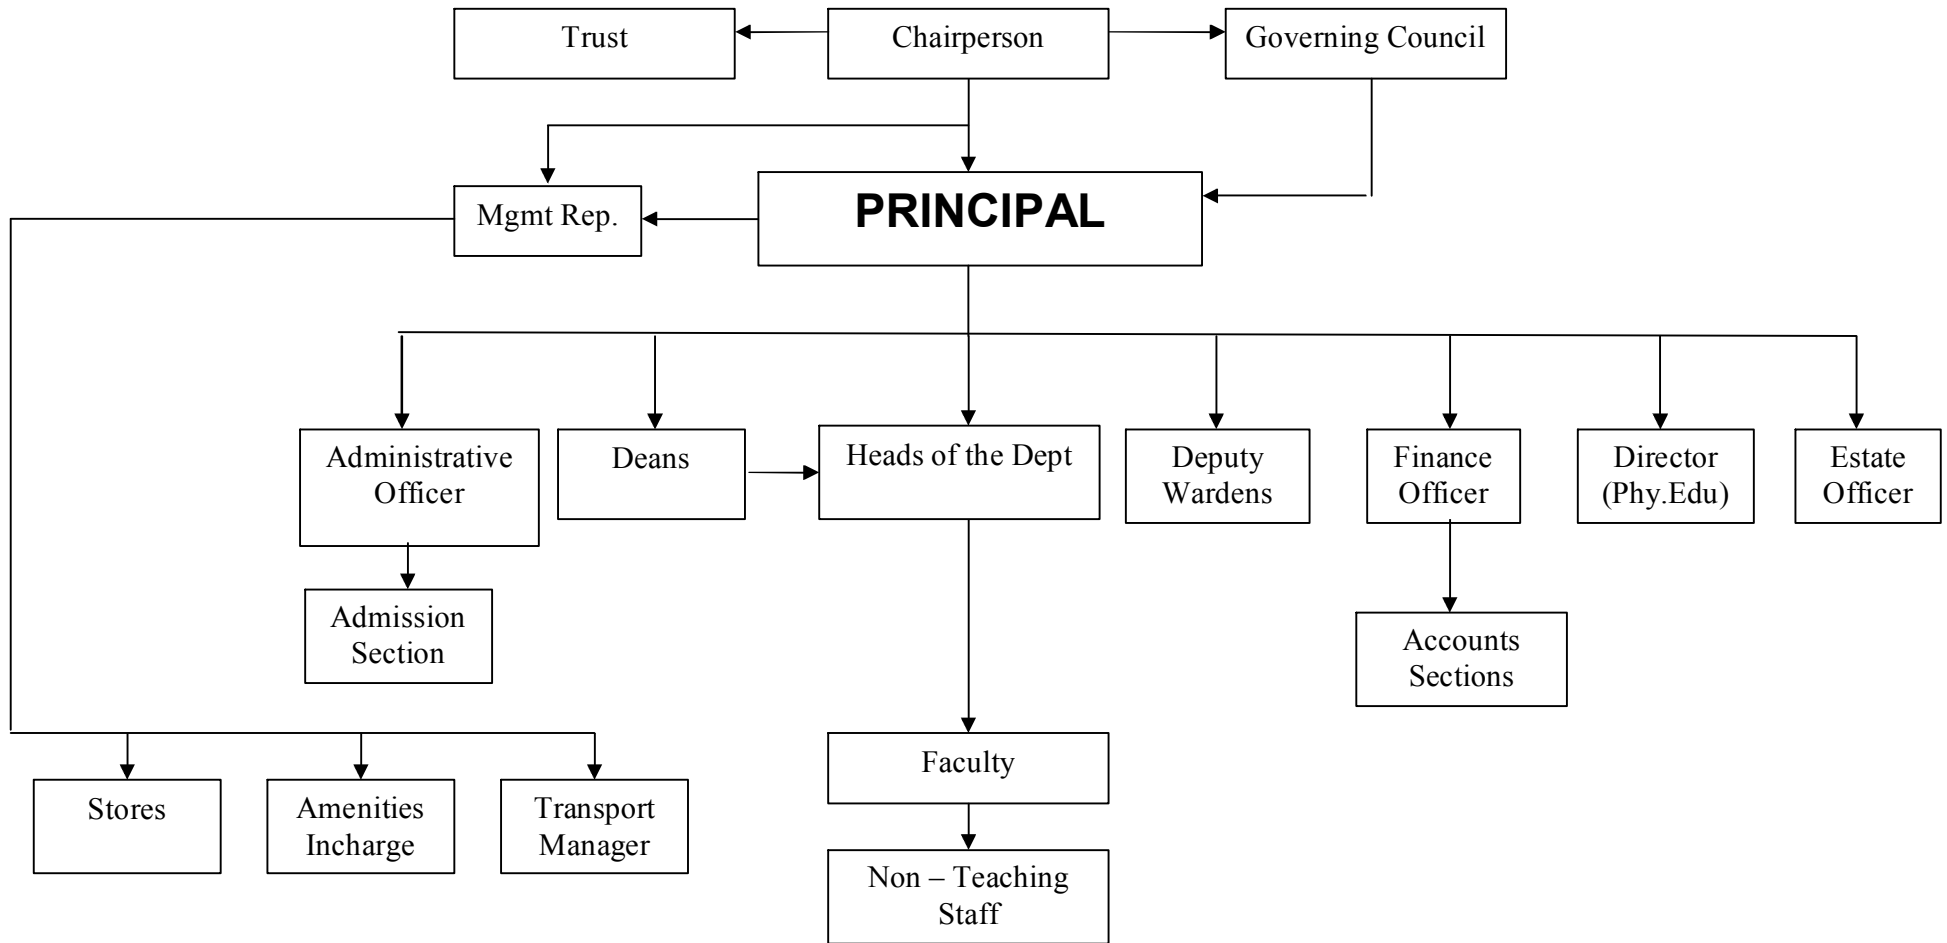 Trust
Chairperson
Governing Council
Mgmt Rep.
PRINCIPAL
Administrative
Officer
Deans
Heads of the Dept
Deputy
Wardens
Finance
Officer
Director
(Phy.Edu)
Estate
Officer
Admission
Section
Accounts
Sections
Stores
Amenities
Incharge
Transport
Manager
Faculty
Non – Teaching
Staff